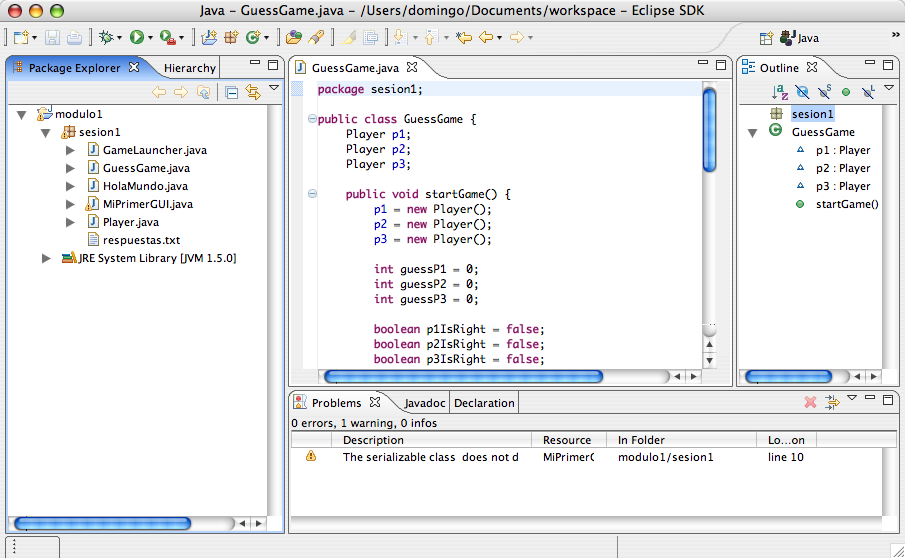 Java – GuessGame.java – /Users/domingo/Documents/workspace – Eclipse SDK
Java
»
Package Explorer
Hierarchy
modulo1
sesion1
GameLauncher.java
GuessGame.java
HolaMundo.java
MiPrimerGUI.java
Player.java
respuestas.txt
JRE System Library [JVM 1.5.0]
GuessGame.java
package sesion1;
public class GuessGame {
Player p1;
Player p2;
Player p3;
public void startGame() {
p1 = new Player();
p2 = new Player();
p3 = new Player();
int guessP1 = 0;
int guessP2 = 0;
int guessP3 = 0;
boolean p1IsRight = false;
boolean p2IsRight = false;
boolean p3IsRight = false;
Outline
sesion1
GuessGame
p1 : Player
p2 : Player
p3 : Player
startGame()
Problems
Javadoc
Declaration
0 errors, 1 warning, 0 infos
Description Resource In Folder Lo...on
The serializable class does not d MiPrimerG modulo1/sesion1 line 10